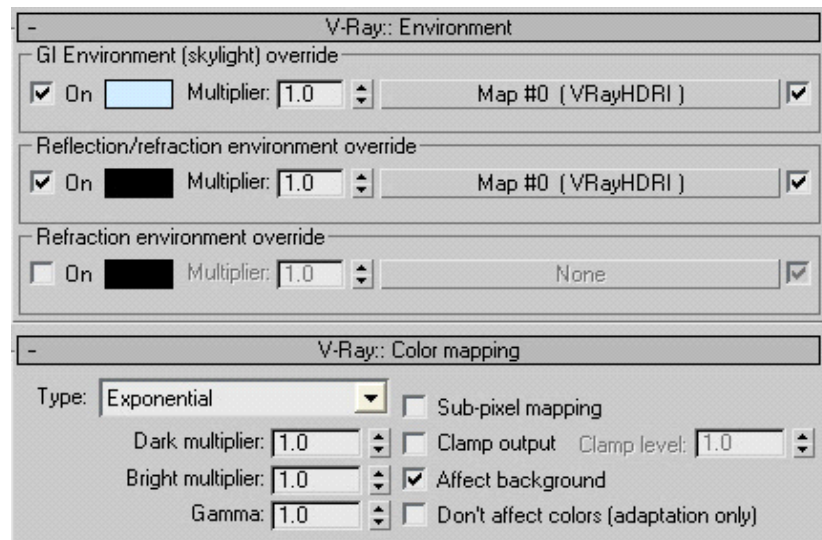 - V-Ray:: Environment
GI Environment (skylight) override
On Multiplier: 1.0 Map #0 ( VRayHDRI )
Reflection/refraction environment override
On Multiplier: 1.0 Map #0 ( VRayHDRI )
Refraction environment override
On Multiplier: 1.0 None
- V-Ray:: Color mapping
Type: Exponential Sub-pixel mapping
Dark multiplier: 1.0 Clamp output Clamp level: 1.0
Bright multiplier: 1.0 Affect background
Gamma: 1.0 Don't affect colors (adaptation only)